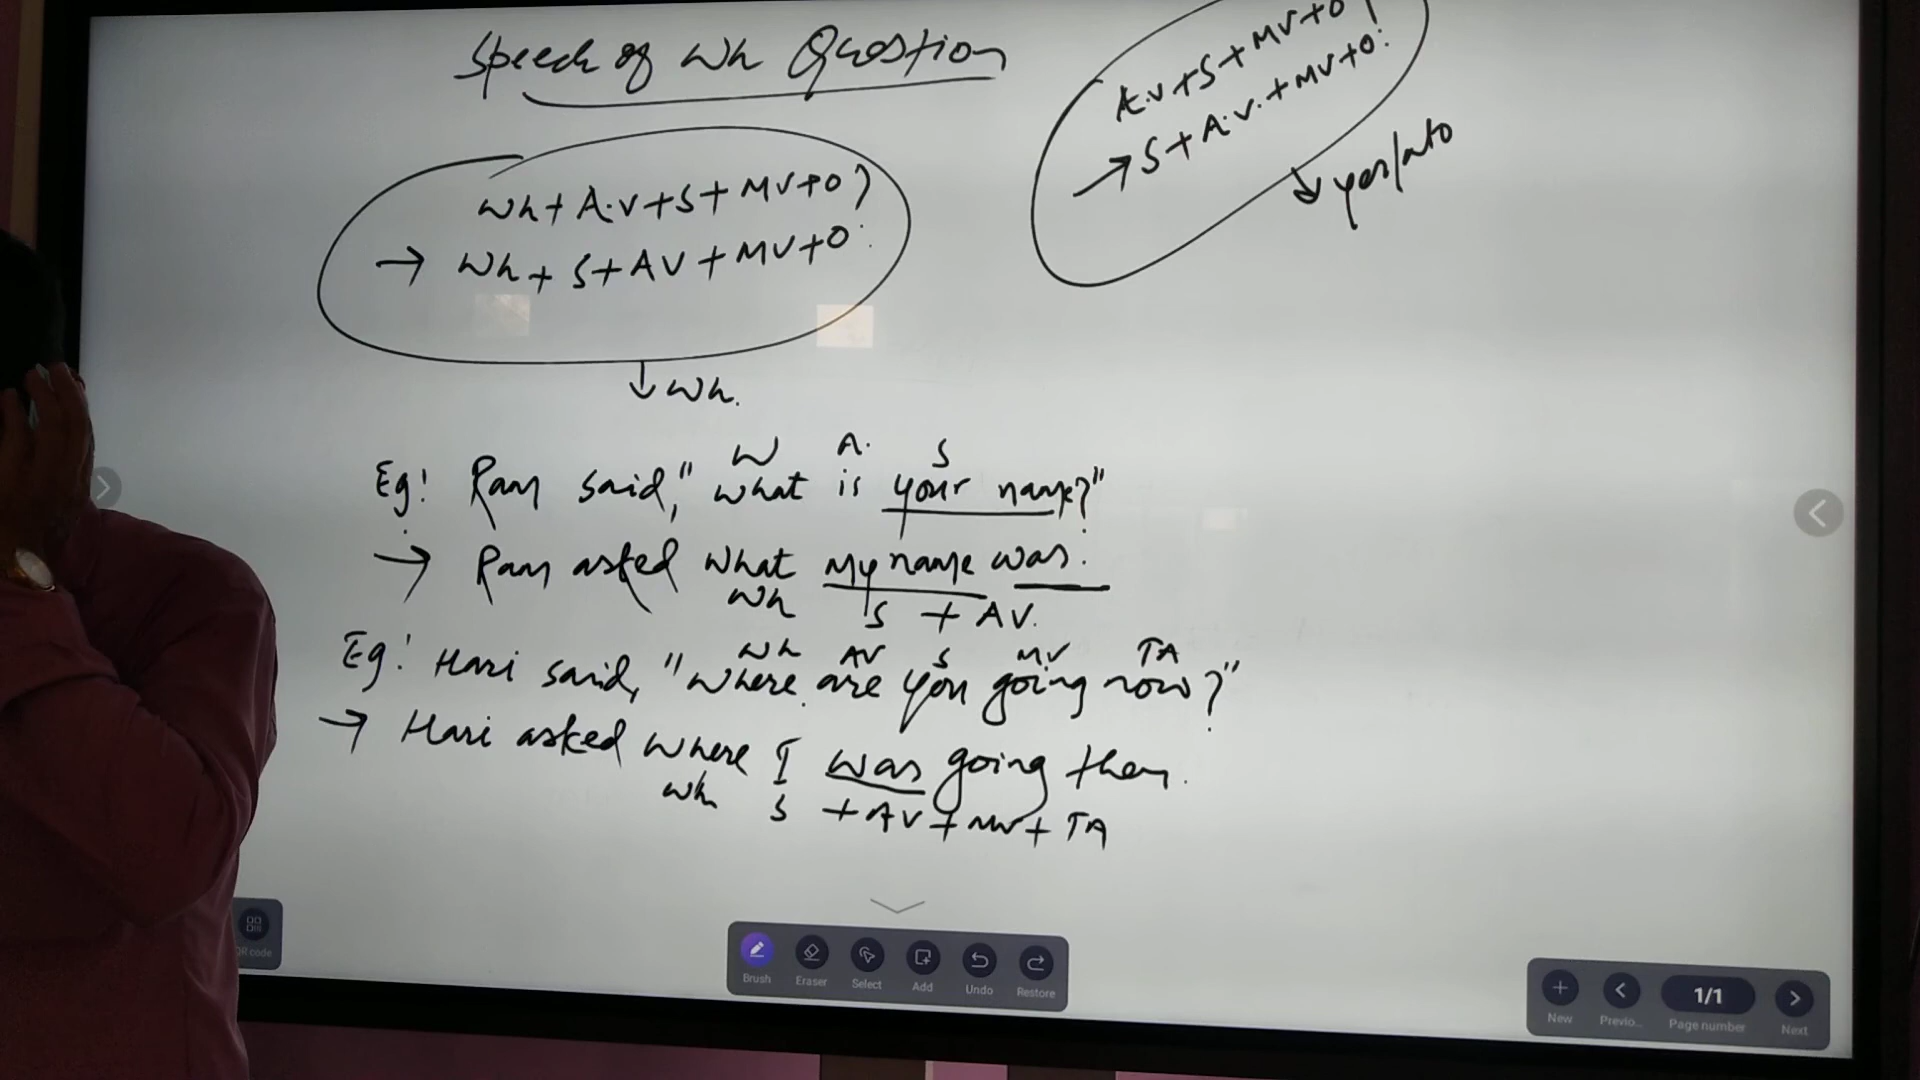 Speech of Wh Question
A.V+S+MV+O?
→ S+A.V.+MV+O.
↓ yes/No
Wh+A.V+S+MV+O?
→ Wh+S+AV+MV+O.
↓ Wh.
W A. S
Eg: Ram said, "What is your name?"
→ Ram asked what my name was.
Wh S + AV.
Wh AV S MV TA
Eg: Hari said, "Where are you going now?"
→ Hari asked where I was going then.
Wh S +AV+MV+TA
QR code
Brush Eraser Select Add Undo Restore
1/1
New Previo... Page number Next